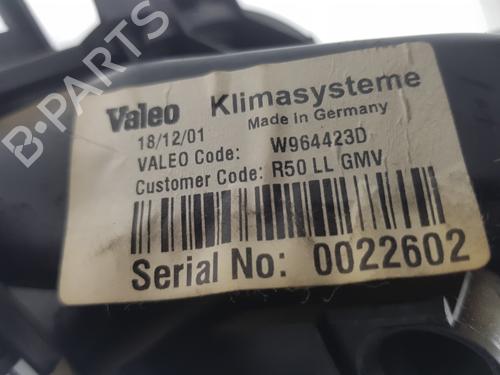 Valeo Klimasysteme
Made In Germany
18/12/01
VALEO Code: W964423D
Customer Code: R50 LL GMV
Serial No: 0022602